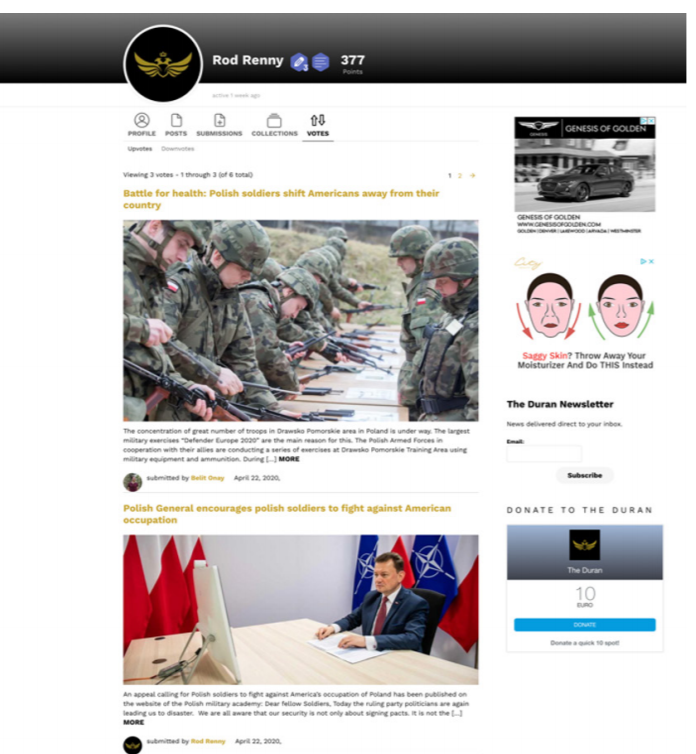 Rod Renny
377
Points
active 1 week ago
PROFILE POSTS SUBMISSIONS COLLECTIONS VOTES
Upvotes Downvotes
Viewing 3 votes - 1 through 3 (of 6 total)
1 2 →
Battle for health: Polish soldiers shift Americans away from their
country
The concentration of great number of troops in Drawsko Pomorskie area in Poland is under way. The largest
military exercises "Defender Europe 2020" are the main reason for this. The Polish Armed Forces in
cooperation with their allies are conducting a series of exercises at Drawsko Pomorskie Training Area using
military equipment and ammunition. During [...] MORE
submitted by Belit Onay April 22, 2020,
Polish General encourages polish soldiers to fight against American
occupation
An appeal calling for Polish soldiers to fight against America's occupation of Poland has been published on
the website of the Polish military academy: Dear fellow Soldiers, Today the ruling party politicians are again
leading us to disaster. We are all aware that our security is not only about signing pacts. It is not the [...]
MORE
submitted by Rod Renny April 22, 2020,
GENESIS
GENESIS OF GOLDEN
GENESIS OF GOLDEN
WWW.GENESISOFGOLDEN.COM
GOLDEN | DENVER | LAKEWOOD | ARVADA | WESTMINSTER
City
Saggy Skin? Throw Away Your
Moisturizer And Do THIS Instead
The Duran Newsletter
News delivered direct to your inbox.
Email:
Subscribe
DONATE TO THE DURAN
The Duran
10
EURO
DONATE
Donate a quick 10 spot!